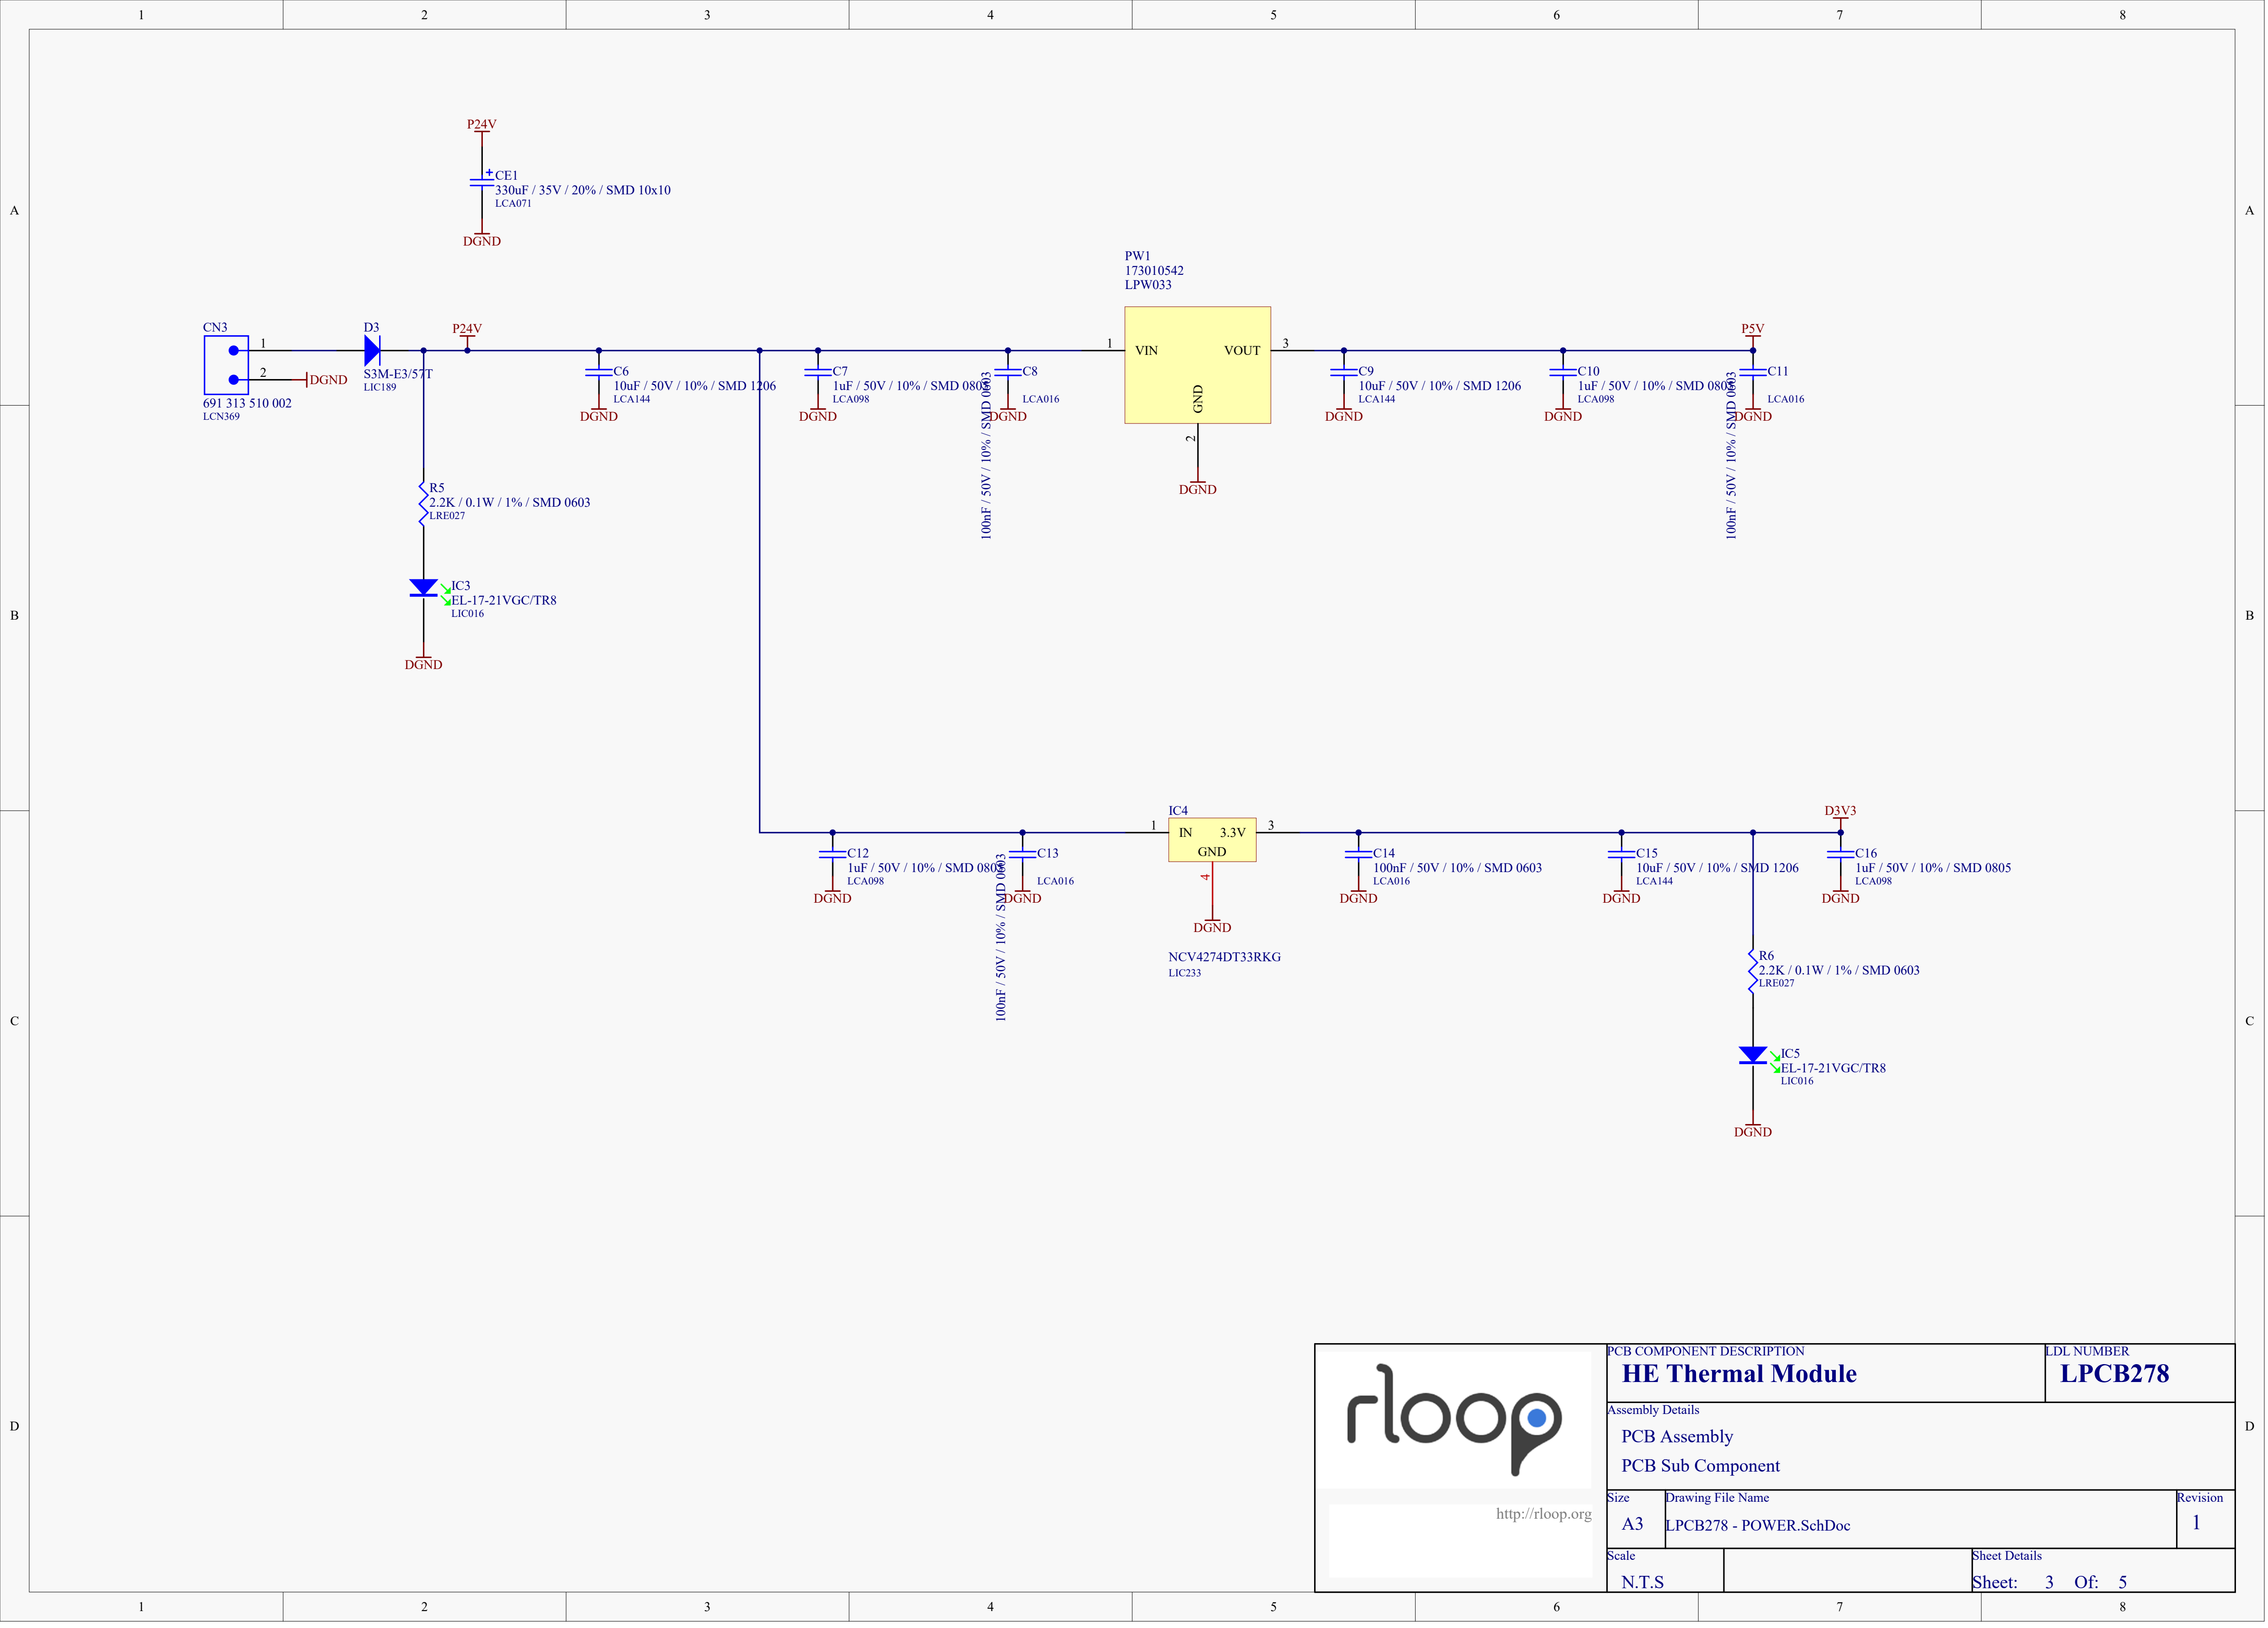 1 2 3 4 5 6 7 8
A
A
B
B
C
C
D
D
P24V
CE1
330uF / 35V / 20% / SMD 10x10
LCA071
DGND
CN3
1
2
DGND
691 313 510 002
LCN369
D3
S3M-E3/57T
LIC189
P24V
C6
10uF / 50V / 10% / SMD 1206
LCA144
DGND
C7
1uF / 50V / 10% / SMD 0805
LCA098
DGND
C8
100nF / 50V / 10% / SMD 0603
LCA016
DGND
PW1
173010542
LPW033
1
VIN
VOUT
3
GND
2
DGND
C9
10uF / 50V / 10% / SMD 1206
LCA144
DGND
C10
1uF / 50V / 10% / SMD 0805
LCA098
DGND
P5V
C11
100nF / 50V / 10% / SMD 0603
LCA016
DGND
R5
2.2K / 0.1W / 1% / SMD 0603
LRE027
IC3
EL-17-21VGC/TR8
LIC016
DGND
C12
1uF / 50V / 10% / SMD 0805
LCA098
DGND
C13
100nF / 50V / 10% / SMD 0603
LCA016
DGND
IC4
1
IN
3.3V
3
GND
4
DGND
NCV4274DT33RKG
LIC233
C14
100nF / 50V / 10% / SMD 0603
LCA016
DGND
C15
10uF / 50V / 10% / SMD 1206
LCA144
DGND
D3V3
C16
1uF / 50V / 10% / SMD 0805
LCA098
DGND
R6
2.2K / 0.1W / 1% / SMD 0603
LRE027
IC5
EL-17-21VGC/TR8
LIC016
DGND
rloop
http://rloop.org
PCB COMPONENT DESCRIPTION
HE Thermal Module
LDL NUMBER
LPCB278
Assembly Details
PCB Assembly
PCB Sub Component
Size
A3
Drawing File Name
LPCB278 - POWER.SchDoc
Revision
1
Scale
N.T.S
Sheet Details
Sheet: 3 Of: 5
1 2 3 4 5 6 7 8